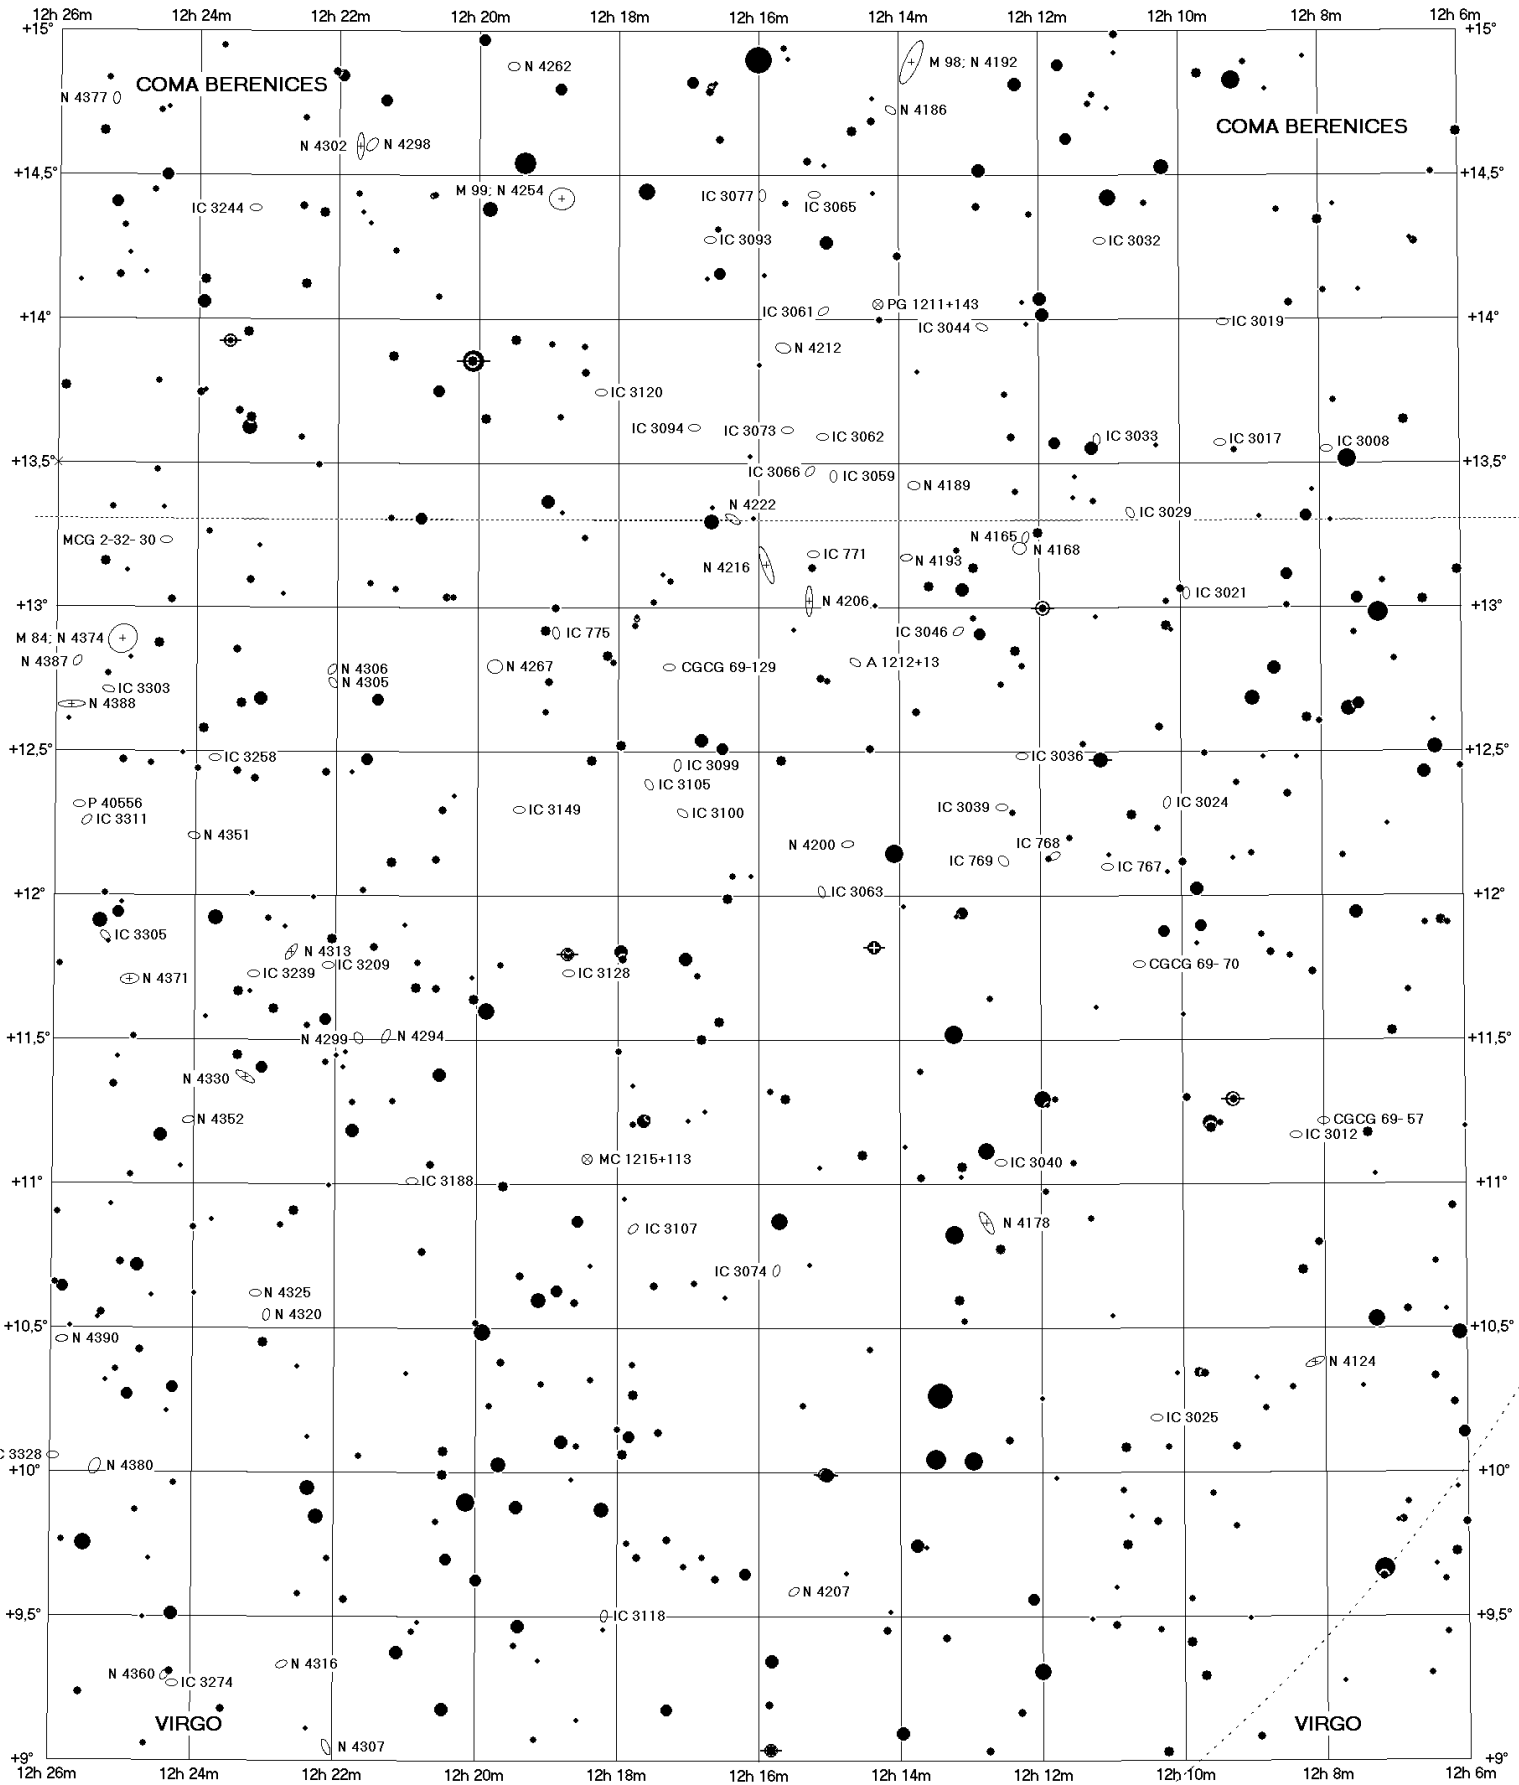 12h 26m 12h 24m 12h 22m 12h 20m 12h 18m 12h 16m 12h 14m 12h 12m 12h 10m 12h 8m 12h 6m
+15° +15°
N 4262 M 98; N 4192
COMA BERENICES
N 4377
N 4186
COMA BERENICES
N 4302 N 4298
+14,5° +14,5°
M 99; N 4254
IC 3077
IC 3244 IC 3065
IC 3093 IC 3032
PG 1211+143
IC 3061
+14° +14°
IC 3044 IC 3019
N 4212
IC 3120
IC 3094 IC 3073 IC 3062 IC 3033 IC 3017 IC 3008
+13,5° +13,5°
IC 3066 IC 3059
N 4189
N 4222 IC 3029
MCG 2-32- 30 N 4165
IC 771 N 4168
N 4216 N 4193
IC 3021
N 4206
+13° +13°
IC 775 IC 3046
M 84; N 4374
N 4387 N 4306 N 4267 CGCG 69-129 A 1212+13
N 4305
IC 3303
N 4388
+12,5° +12,5°
IC 3258 IC 3036
IC 3099
IC 3105
P 40556 IC 3024
IC 3149 IC 3100 IC 3039
IC 3311
N 4351
N 4200 IC 768
IC 769 IC 767
+12° +12°
IC 3063
IC 3305
N 4313
IC 3209 CGCG 69- 70
N 4371 IC 3239 IC 3128
+11,5° +11,5°
N 4299 N 4294
N 4330
N 4352 CGCG 69- 57
IC 3012
MC 1215+113 IC 3040
+11° +11°
IC 3188
N 4178
IC 3107
IC 3074
N 4325
N 4320
+10,5° +10,5°
N 4390
N 4124
IC 3025
C 3328
N 4380
+10° +10°
N 4207
+9,5° +9,5°
IC 3118
N 4316
N 4360
IC 3274
VIRGO VIRGO
N 4307
+9° +9°
12h 26m 12h 24m 12h 22m 12h 20m 12h 18m 12h 16m 12h 14m 12h 12m 12h 10m 12h 8m 12h 6m